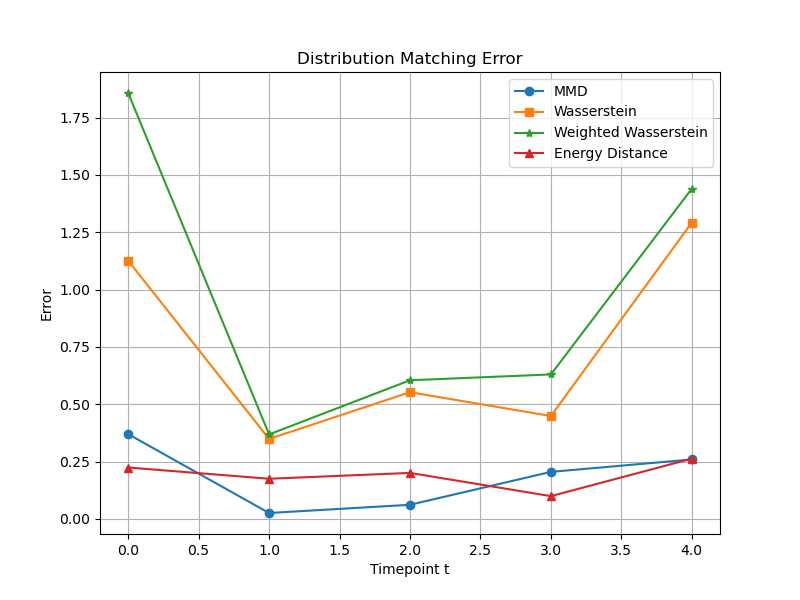 Distribution Matching Error
MMD
Wasserstein
Weighted Wasserstein
Energy Distance
1.75
1.50
1.25
1.00
0.75
0.50
0.25
0.00
Error
0.0 0.5 1.0 1.5 2.0 2.5 3.0 3.5 4.0
Timepoint t